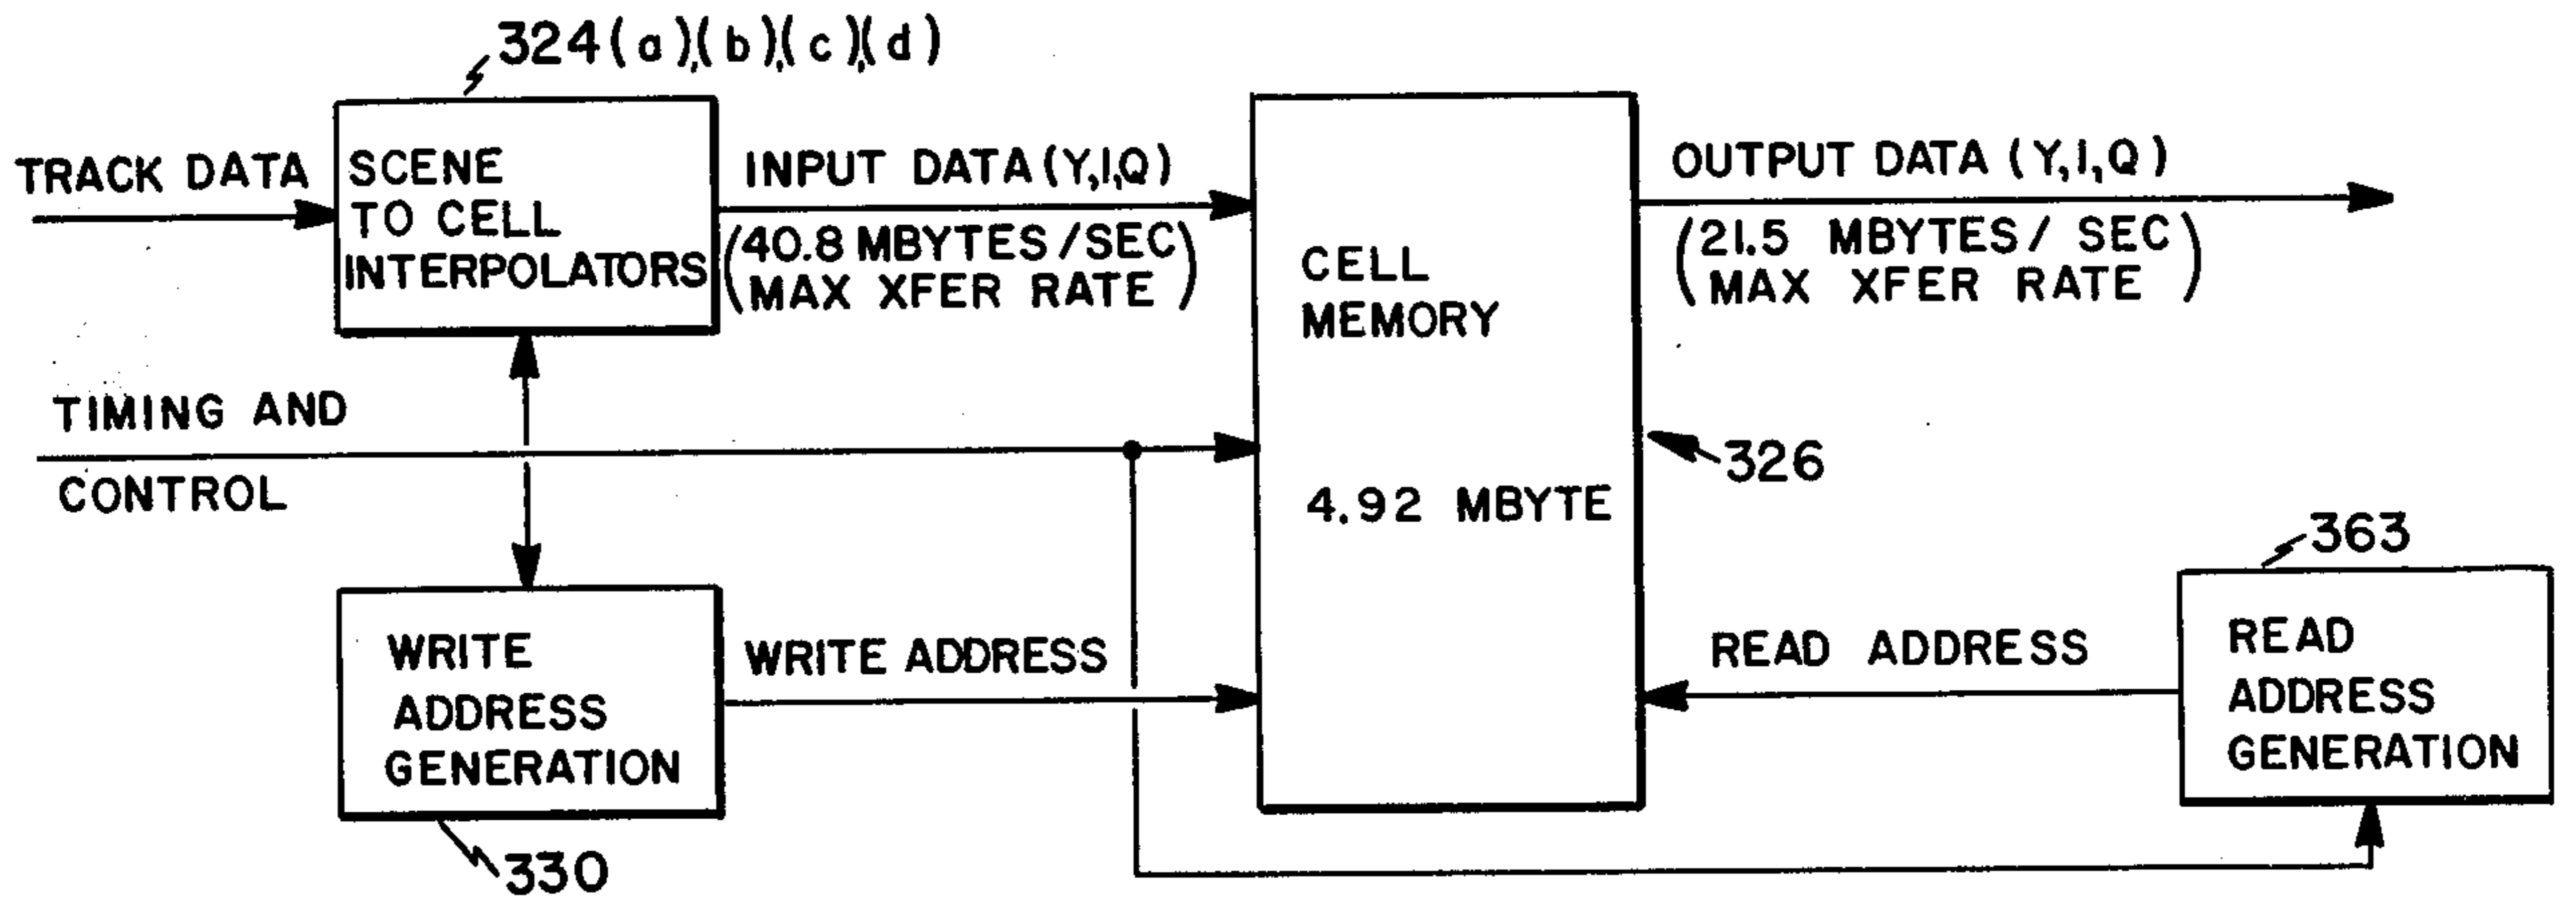 324(a),(b),(c),(d)
TRACK DATA
SCENE
TO CELL
INTERPOLATORS
INPUT DATA (Y,I,Q)
(40.8 MBYTES/SEC
MAX XFER RATE)
CELL
MEMORY
4.92 MBYTE
OUTPUT DATA (Y,I,Q)
(21.5 MBYTES/ SEC
MAX XFER RATE)
TIMING AND
CONTROL
326
363
WRITE
ADDRESS
GENERATION
WRITE ADDRESS
READ ADDRESS
READ
ADDRESS
GENERATION
330